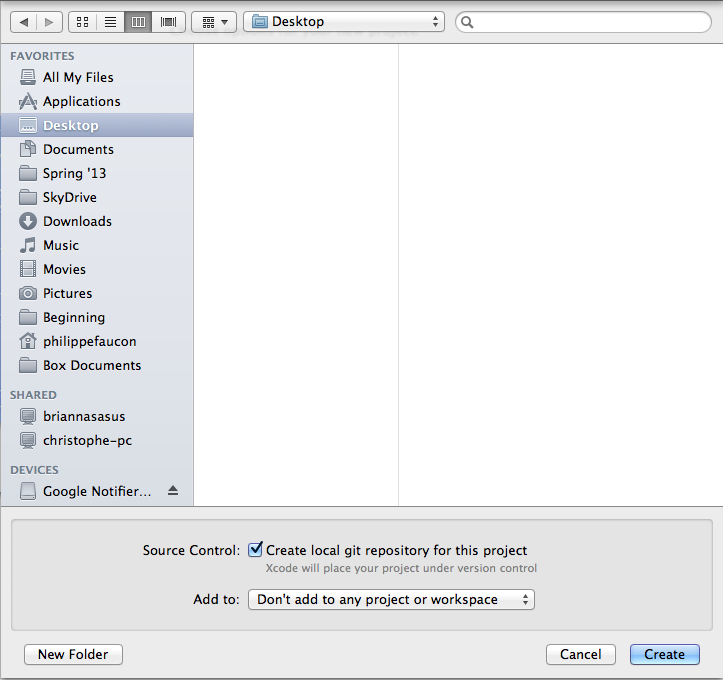 Desktop
FAVORITES
All My Files
Applications
Desktop
Documents
Spring '13
SkyDrive
Downloads
Music
Movies
Pictures
Beginning
philippefaucon
Box Documents
SHARED
briannasasus
christophe-pc
DEVICES
Google Notifier...
Source Control: Create local git repository for this project
Xcode will place your project under version control
Add to: Don't add to any project or workspace
New Folder Cancel Create